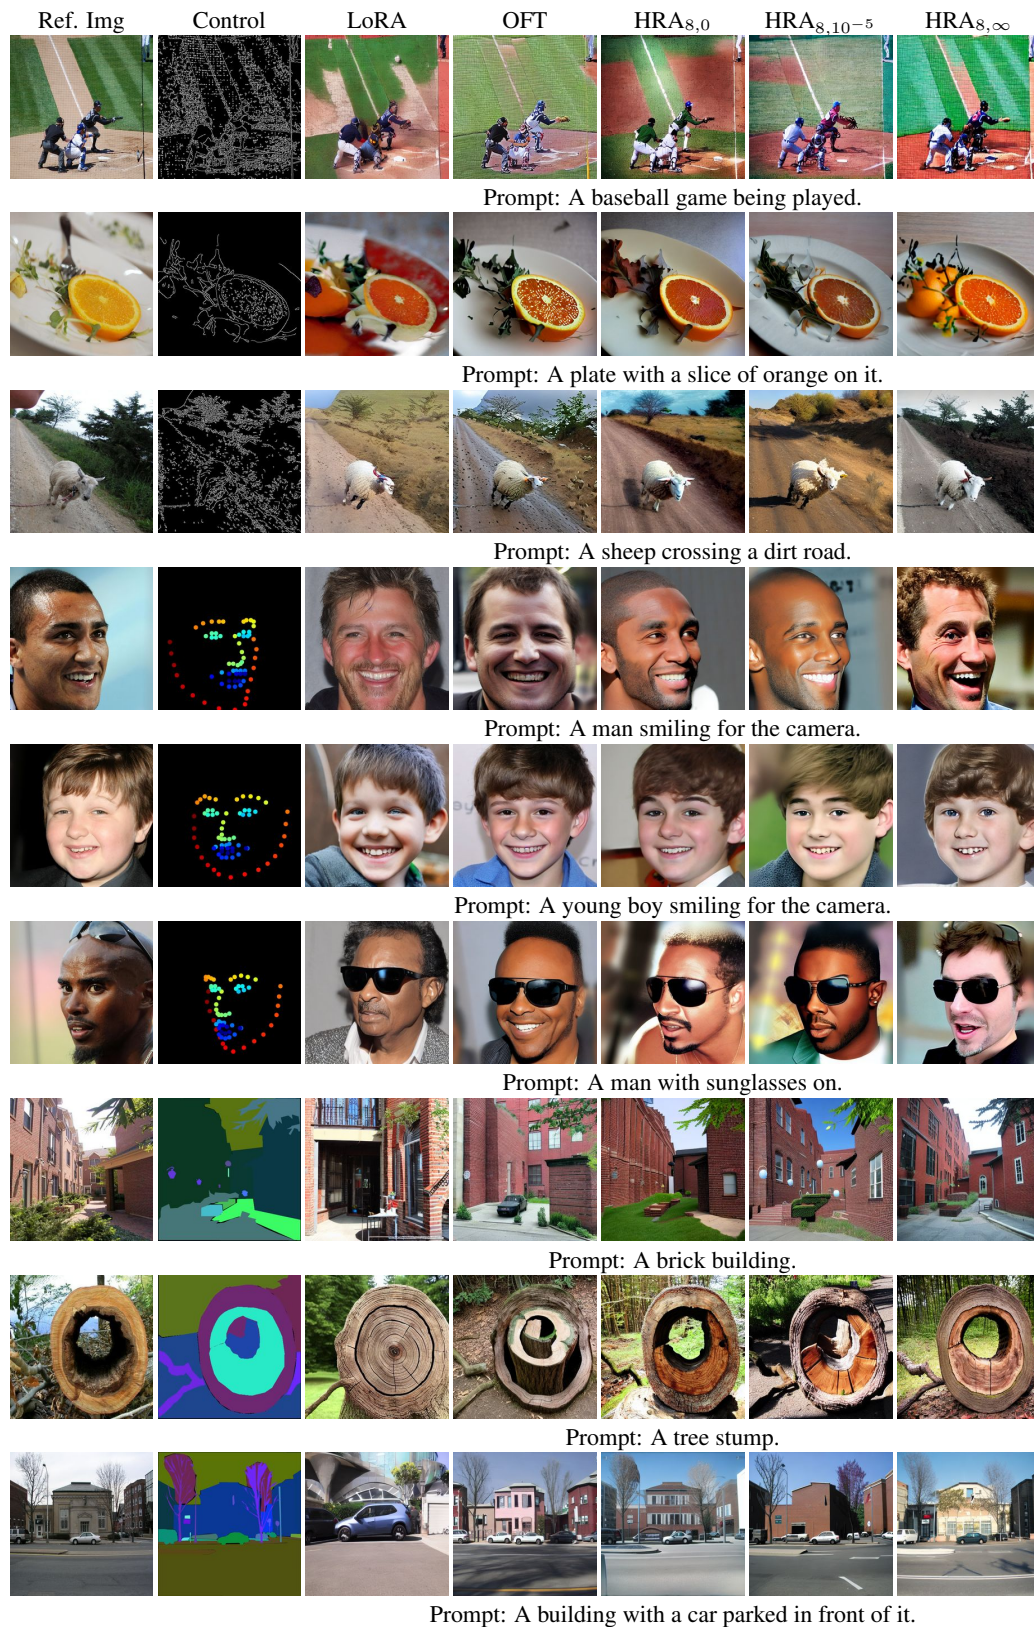 Ref. Img Control LoRA OFT HRA₈,₀ HRA₈,₁₀₋₅ HRA₈,∞
Prompt: A baseball game being played.
Prompt: A plate with a slice of orange on it.
Prompt: A sheep crossing a dirt road.
Prompt: A man smiling for the camera.
Prompt: A young boy smiling for the camera.
Prompt: A man with sunglasses on.
Prompt: A brick building.
Prompt: A tree stump.
Prompt: A building with a car parked in front of it.